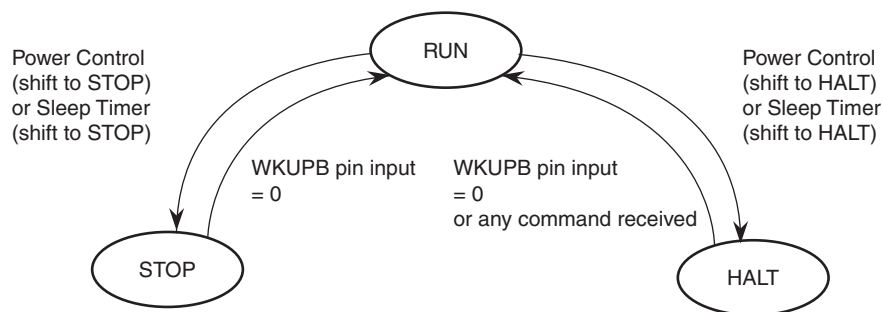 RUN
Power Control
(shift to STOP)
or Sleep Timer
(shift to STOP)
Power Control
(shift to HALT)
or Sleep Timer
(shift to HALT)
WKUPB pin input
= 0
WKUPB pin input
= 0
or any command received
STOP
HALT